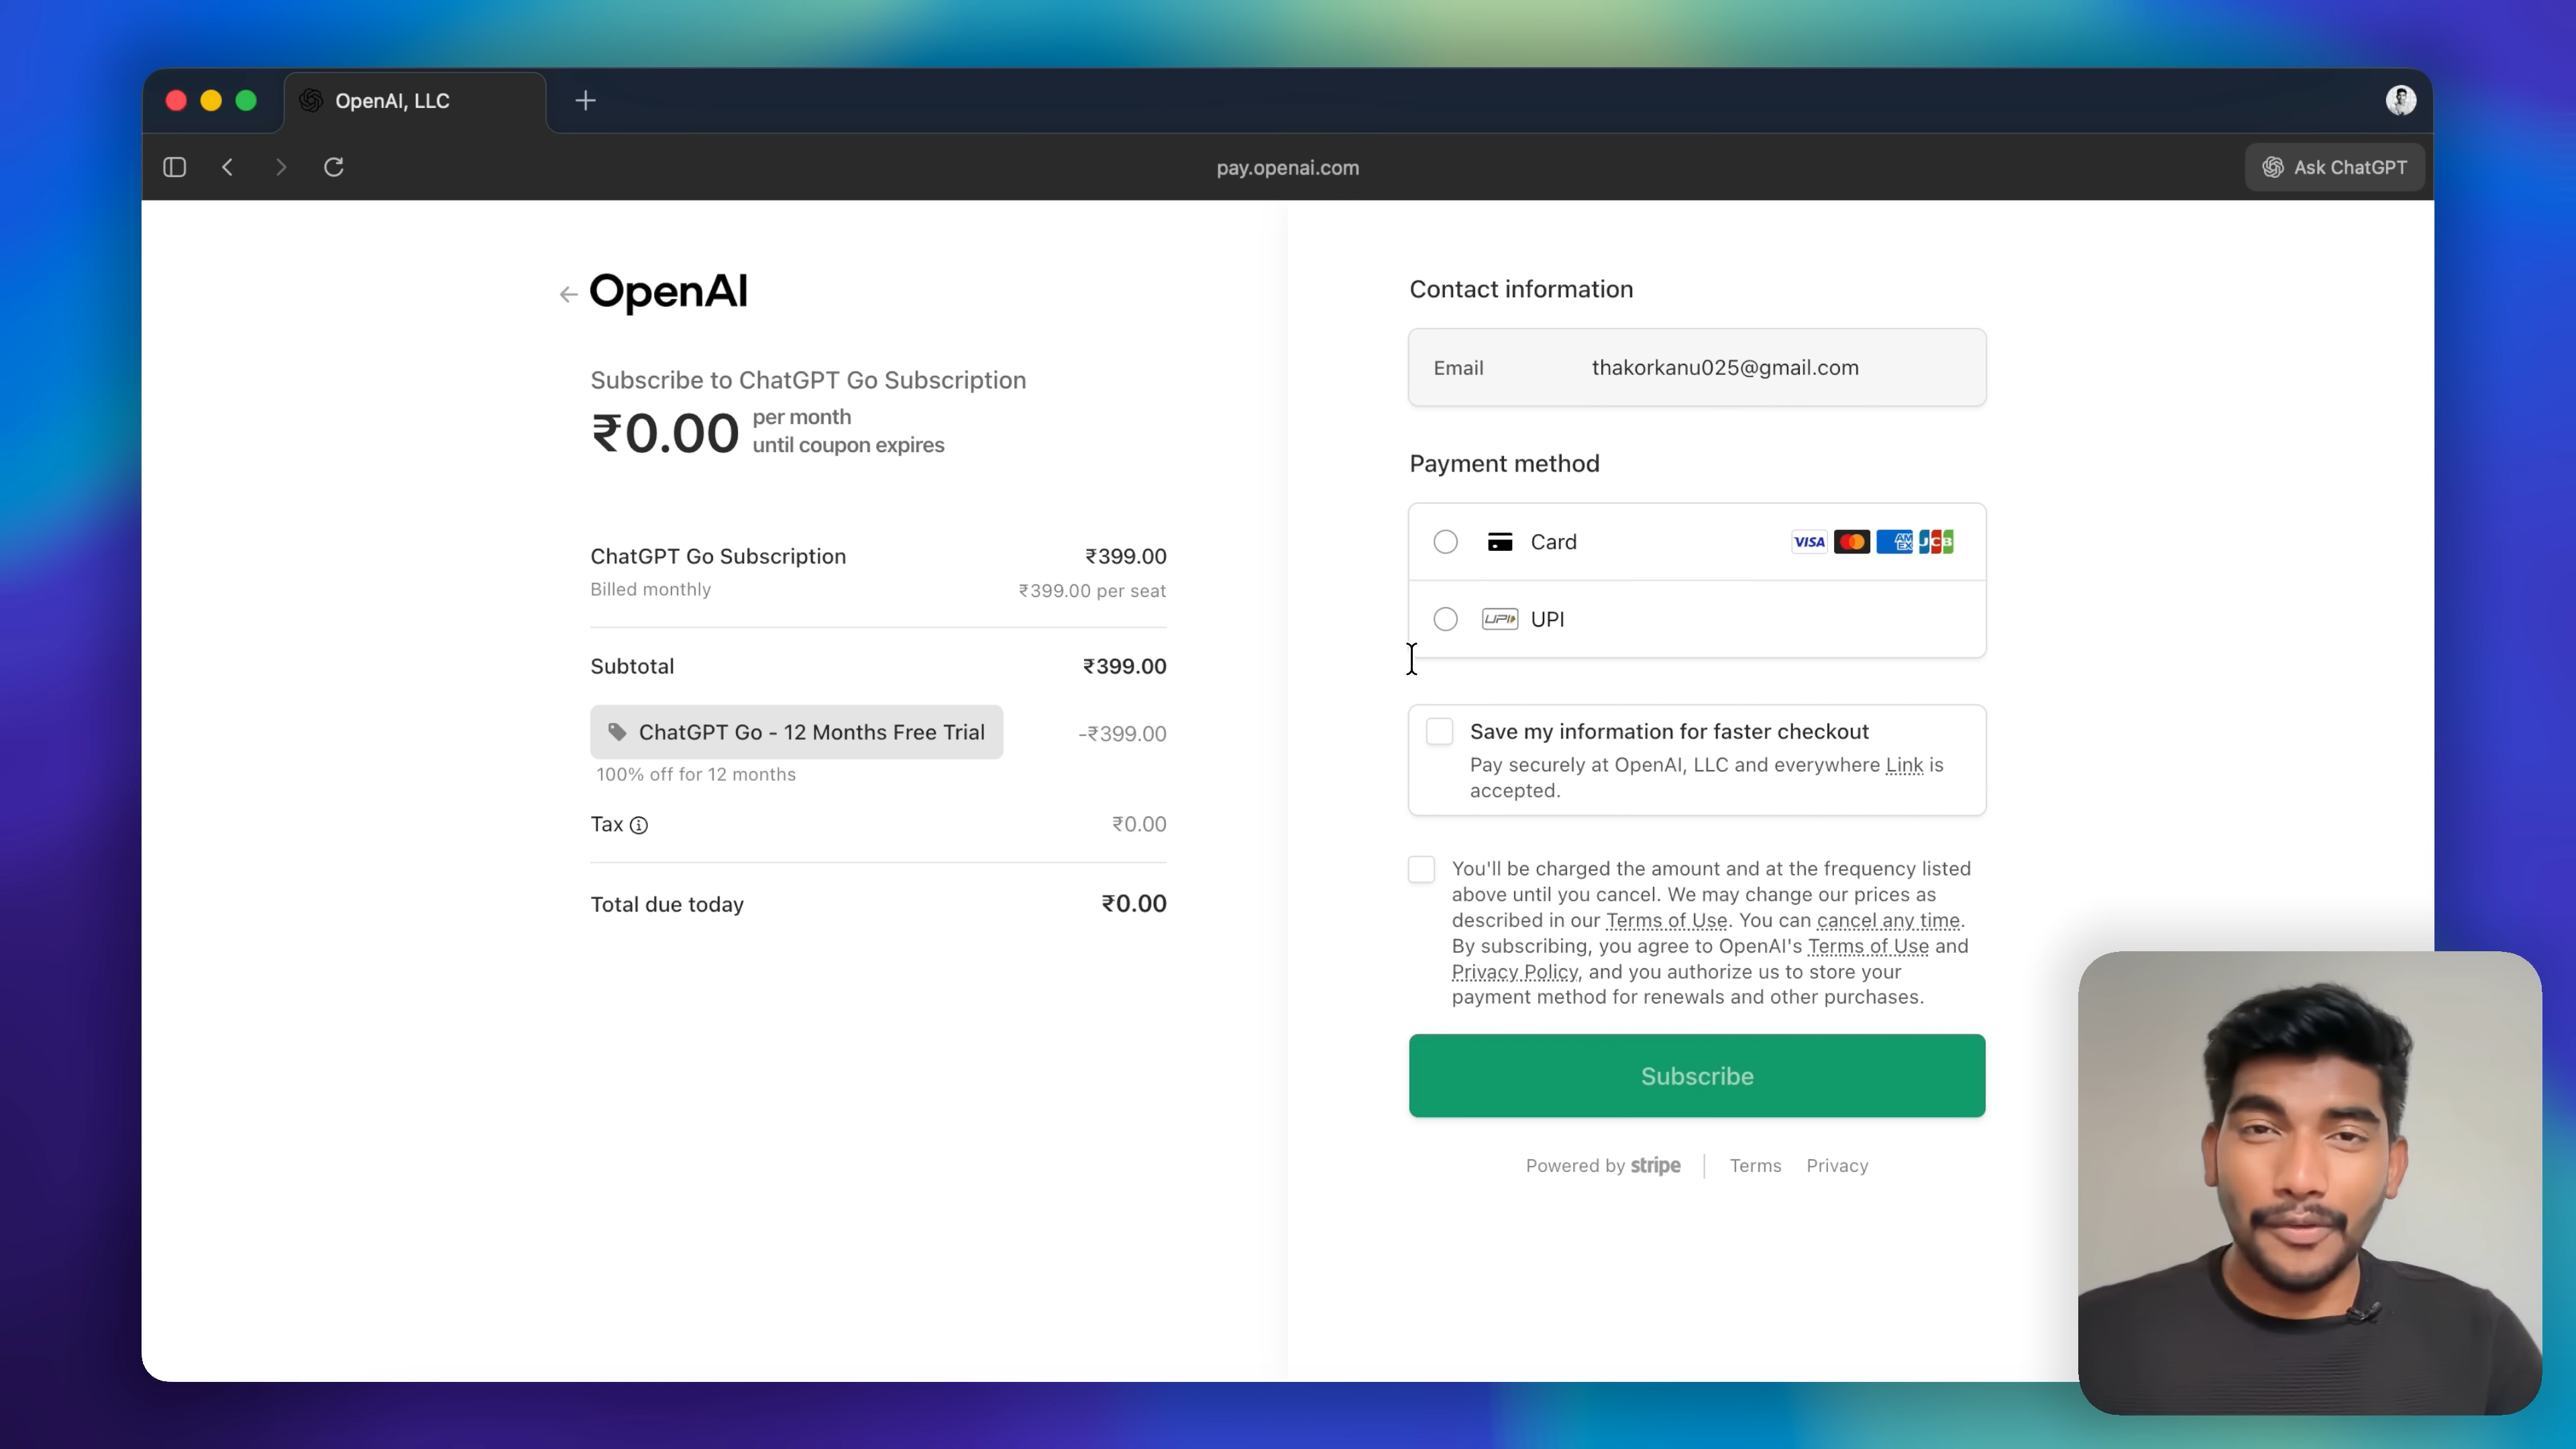 OpenAI, LLC
pay.openai.com
Ask ChatGPT
OpenAI
Subscribe to ChatGPT Go Subscription
₹0.00 per month
until coupon expires
ChatGPT Go Subscription ₹399.00
Billed monthly ₹399.00 per seat
Subtotal ₹399.00
ChatGPT Go - 12 Months Free Trial -₹399.00
100% off for 12 months
Tax ₹0.00
Total due today ₹0.00
Contact information
Email thakorkanu025@gmail.com
Payment method
Card VISA AM EX JCB
UPI UPI
Save my information for faster checkout
Pay securely at OpenAI, LLC and everywhere Link is
accepted.
You'll be charged the amount and at the frequency listed
above until you cancel. We may change our prices as
described in our Terms of Use. You can cancel any time.
By subscribing, you agree to OpenAI's Terms of Use and
Privacy Policy, and you authorize us to store your
payment method for renewals and other purchases.
Subscribe
Powered by stripe Terms Privacy